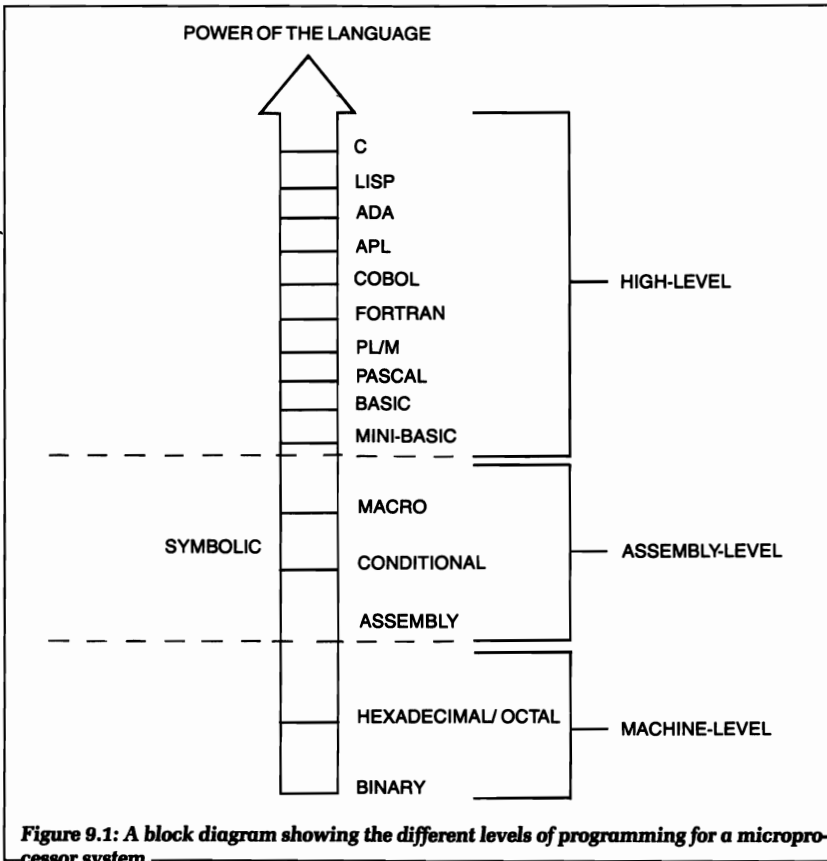 POWER OF THE LANGUAGE
C
LISP
ADA
APL
COBOL
HIGH-LEVEL
FORTRAN
PL/M
PASCAL
BASIC
MINI-BASIC
MACRO
SYMBOLIC
ASSEMBLY-LEVEL
CONDITIONAL
ASSEMBLY
HEXADECIMAL/ OCTAL
MACHINE-LEVEL
BINARY
Figure 9.1: A block diagram showing the different levels of programming for a micropro-
cessor system